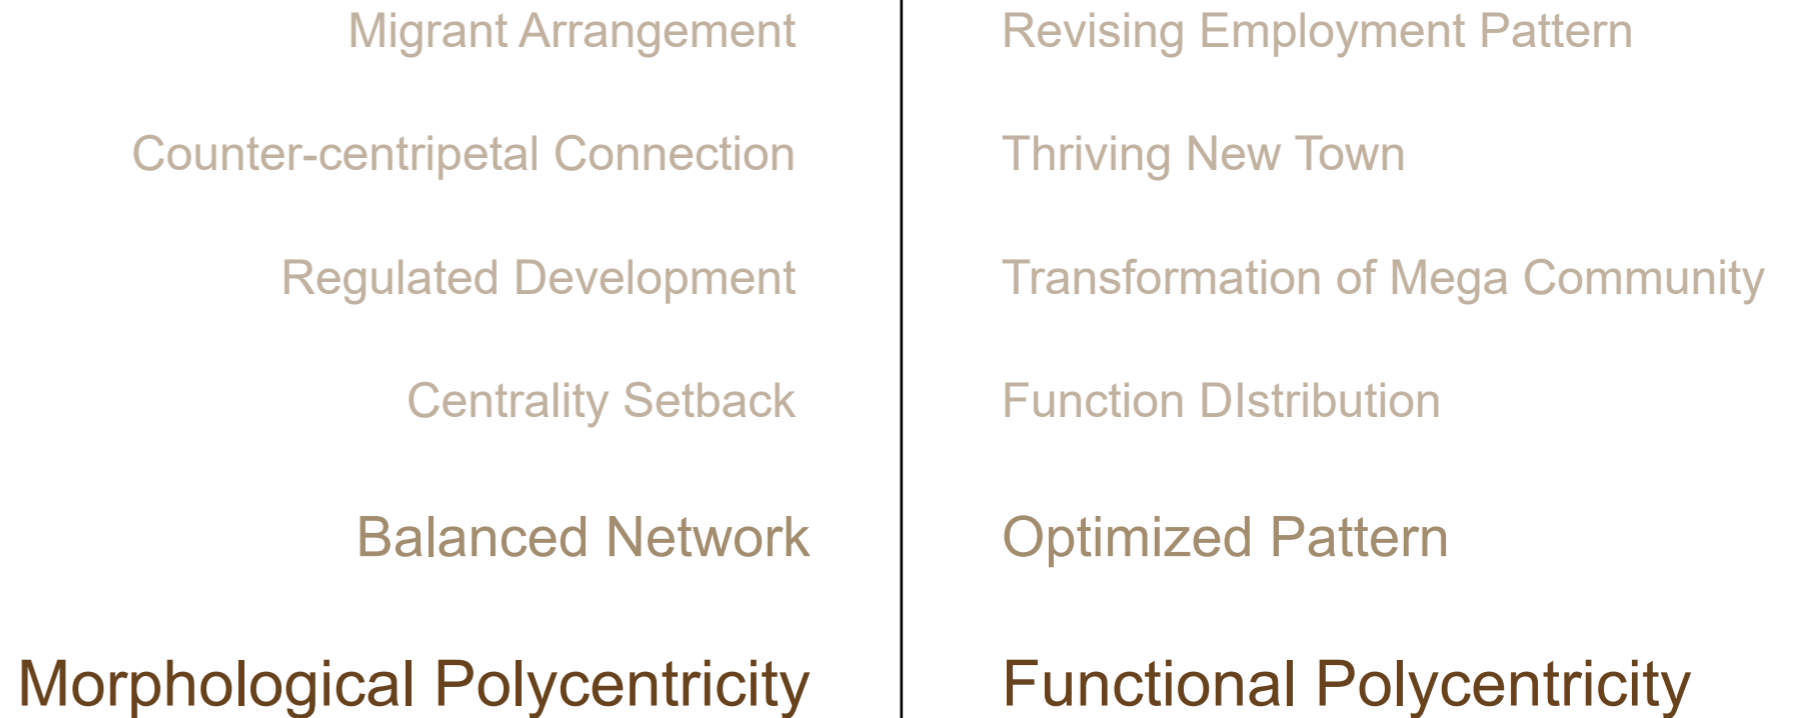 Migrant Arrangement
Revising Employment Pattern
Counter-centripetal Connection
Thriving New Town
Regulated Development
Transformation of Mega Community
Centrality Setback
Function DIstribution
Balanced Network
Optimized Pattern
Morphological Polycentricity
Functional Polycentricity